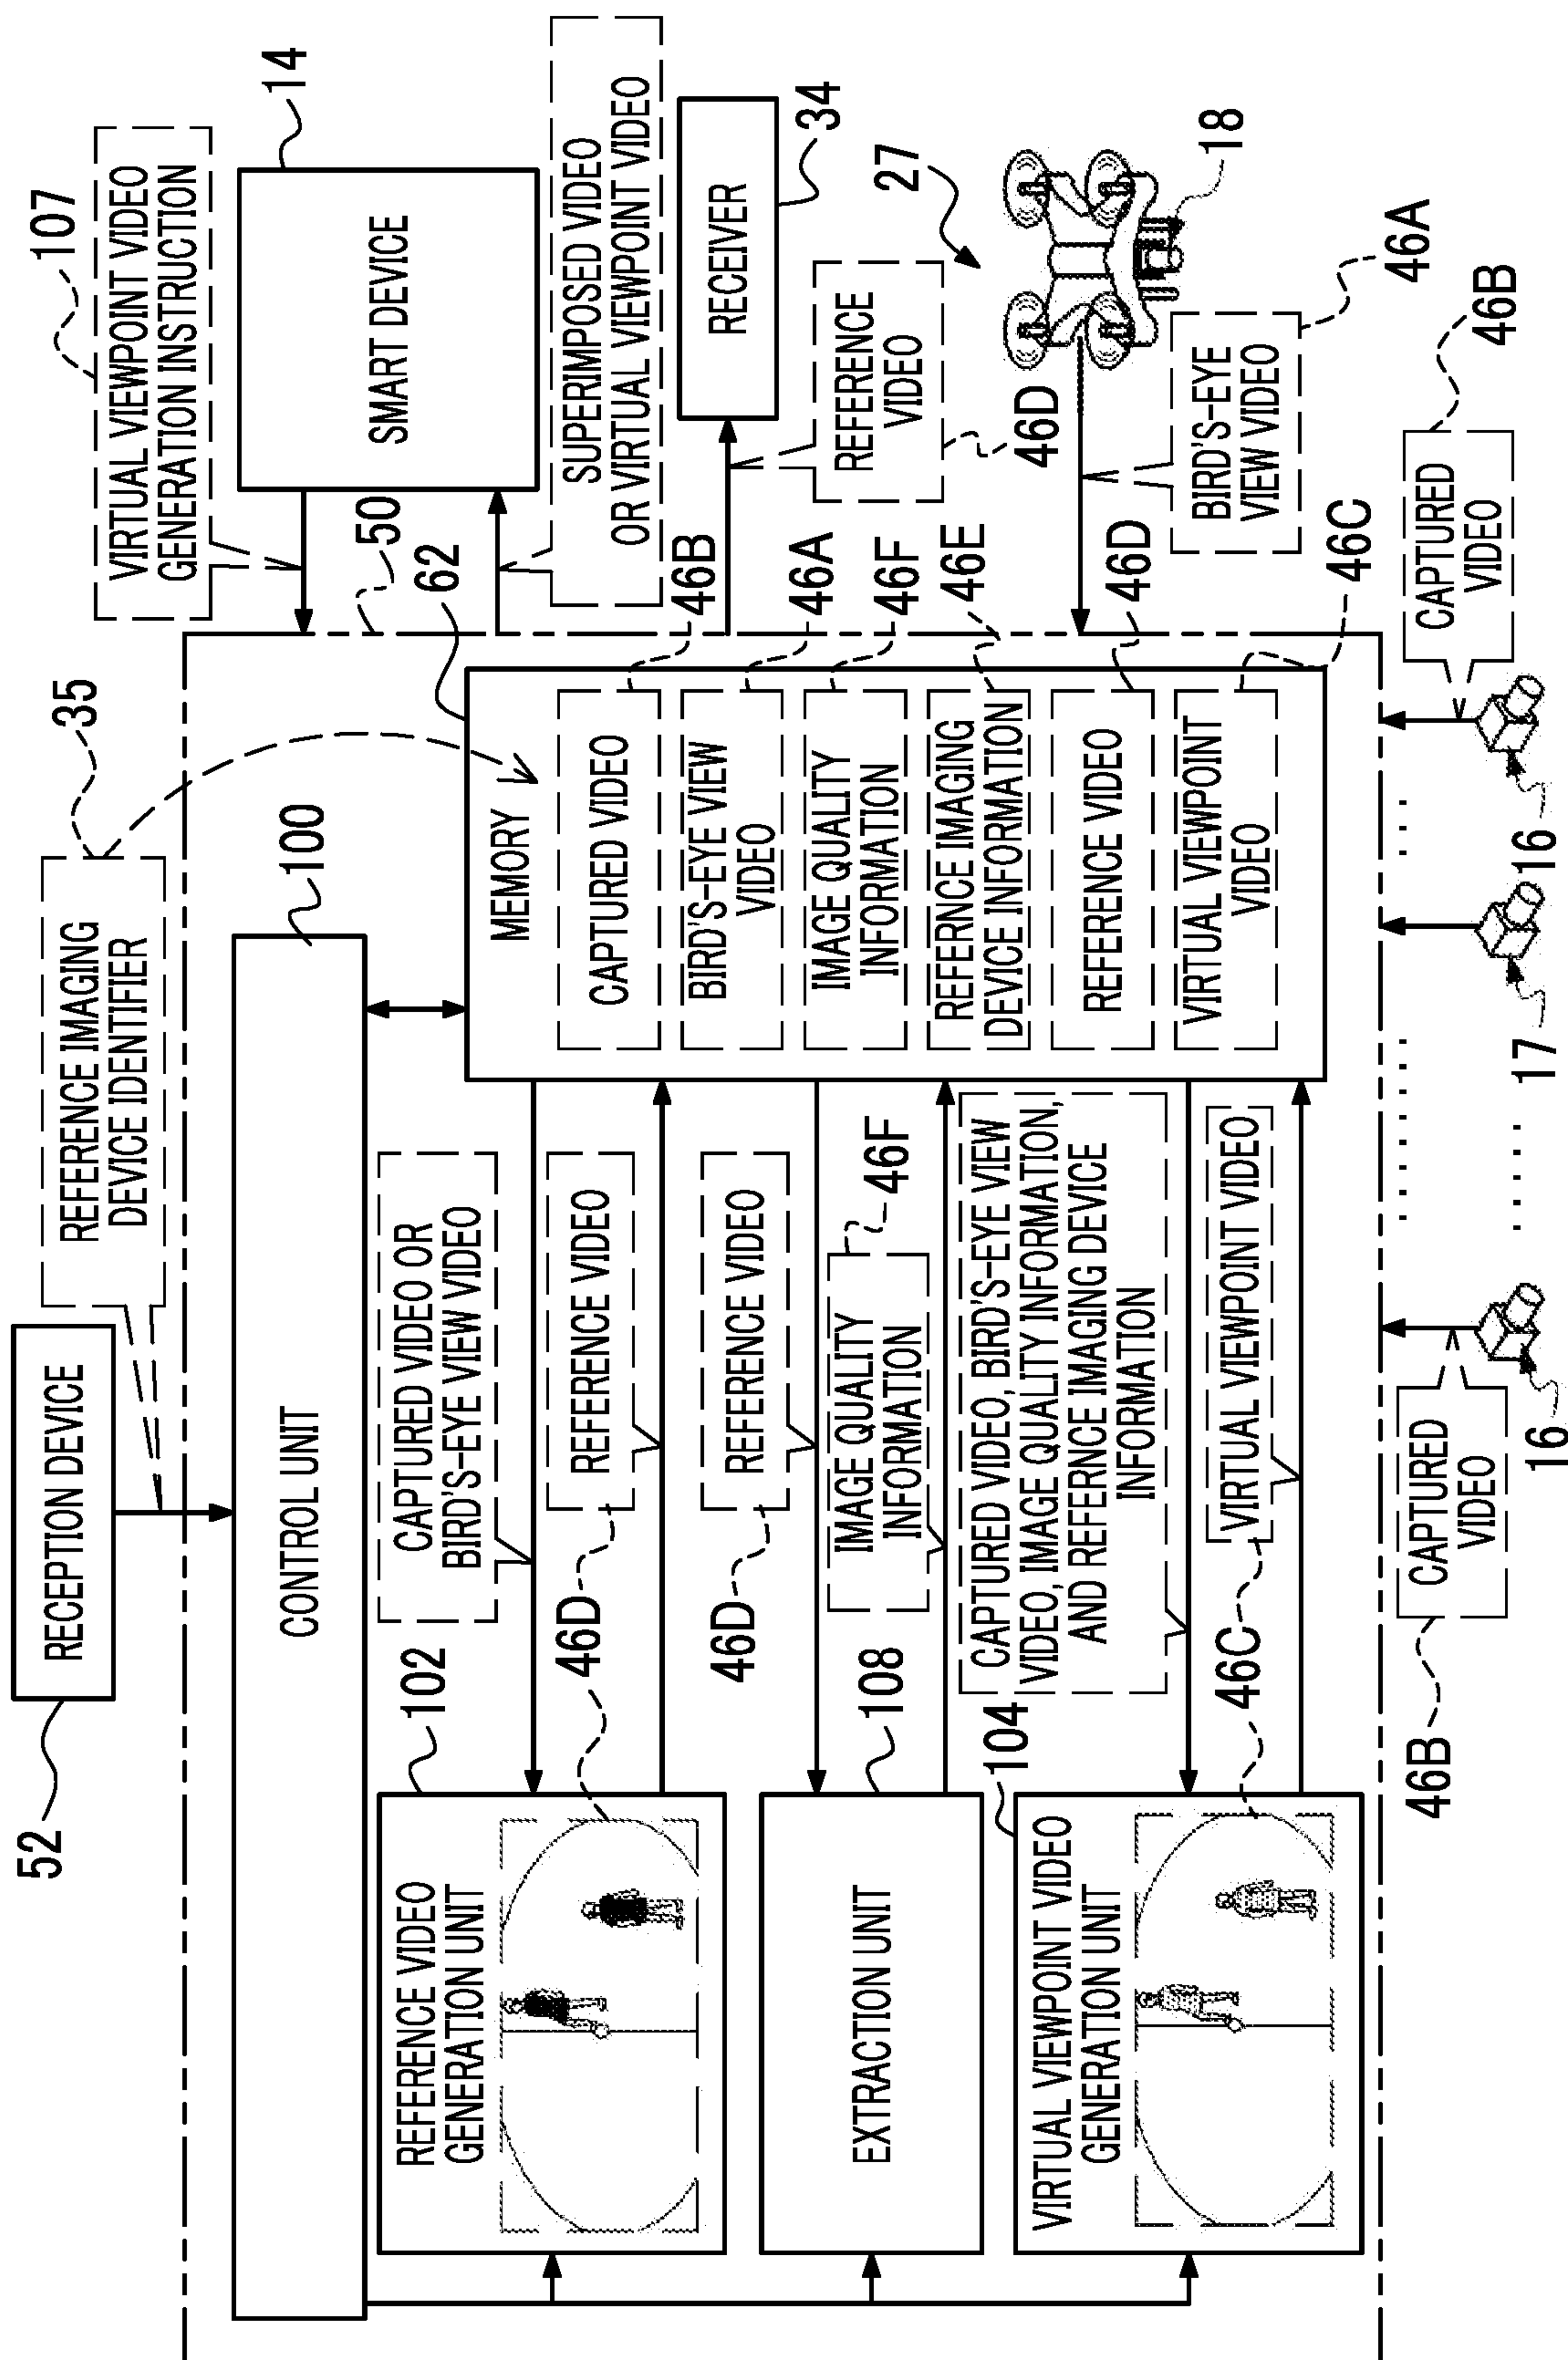 52
RECEPTION DEVICE
REFERENCE IMAGING
DEVICE IDENTIFIER
35
107
VIRTUAL VIEWPOINT VIDEO
GENERATION INSTRUCTION
14
SMART DEVICE
50
62
SUPERIMPOSED VIDEO
OR VIRTUAL VIEWPOINT VIDEO
CONTROL UNIT
100
102
REFERENCE VIDEO
GENERATION UNIT
CAPTURED VIDEO OR
BIRD'S-EYE VIEW VIDEO
46D
REFERENCE VIDEO
46D
REFERENCE VIDEO
108
EXTRACTION UNIT
IMAGE QUALITY
INFORMATION
46F
104
VIRTUAL VIEWPOINT VIDEO
GENERATION UNIT
CAPTURED VIDEO, BIRD'S-EYE VIEW
VIDEO, IMAGE QUALITY INFORMATION,
AND REFERNCE IMAGING DEVICE
INFORMATION
46C
VIRTUAL VIEWPOINT VIDEO
MEMORY
CAPTURED VIDEO
46B
BIRD'S-EYE VIEW
VIDEO
46A
IMAGE QUALITY
INFORMATION
46F
REFERNCE IMAGING
DEVICE INFORMATION
46E
REFERENCE VIDEO
46D
VIRTUAL VIEWPOINT
VIDEO
46C
RECEIVER
34
REFERENCE
VIDEO
46D
27
18
BIRD'S-EYE
VIEW VIDEO
46A
46B
CAPTURED
VIDEO
16
17
16
CAPTURED
VIDEO
46B